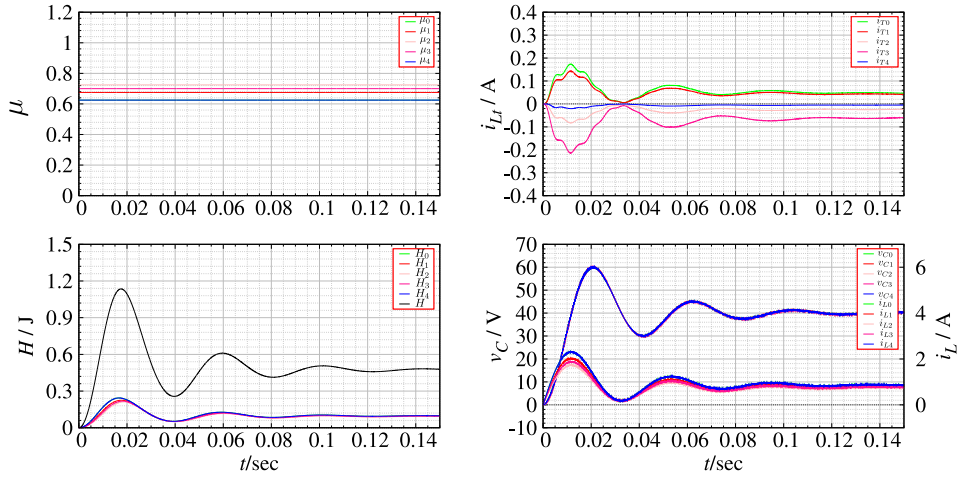 1.2
1
0.8
0.6
0.4
0.2
0
μ
μ0
μ1
μ2
μ3
μ4
0 0.02 0.04 0.06 0.08 0.1 0.12 0.14
0.4
0.3
0.2
0.1
0
-0.1
-0.2
-0.3
-0.4
iLt / A
iT0
iT1
iT2
iT3
iT4
0 0.02 0.04 0.06 0.08 0.1 0.12 0.14
1.5
1.2
0.9
0.6
0.3
0
H / J
H0
H1
H2
H3
H4
H
0 0.02 0.04 0.06 0.08 0.1 0.12 0.14
t/sec
70
60
50
40
30
20
10
0
-10
vC / V
vC0
vC1
vC2
vC3
vC4
iL0
iL1
iL2
iL3
iL4
6
4
2
0
iL / A
0 0.02 0.04 0.06 0.08 0.1 0.12 0.14
t/sec